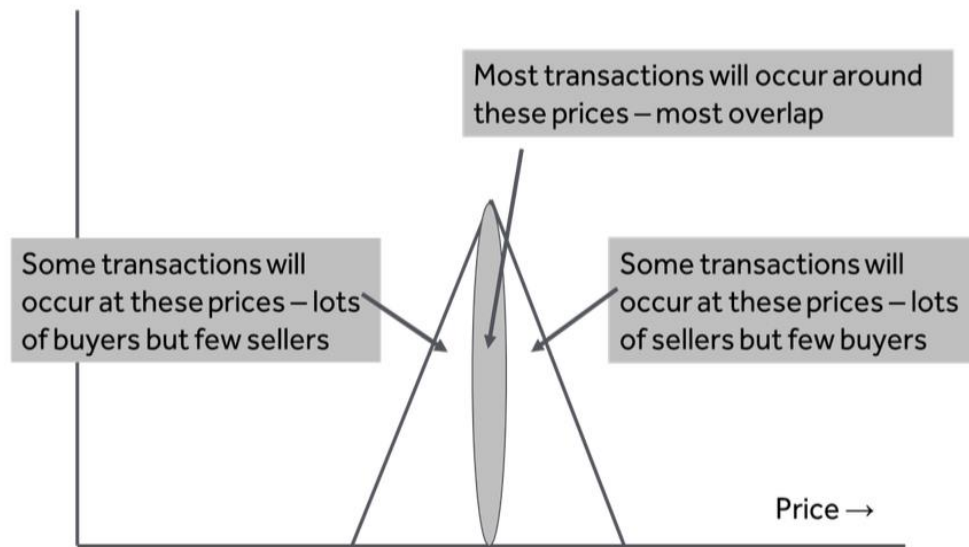 Most transactions will occur around
these prices – most overlap
Some transactions will
occur at these prices – lots
of buyers but few sellers
Some transactions will
occur at these prices – lots
of sellers but few buyers
Price →